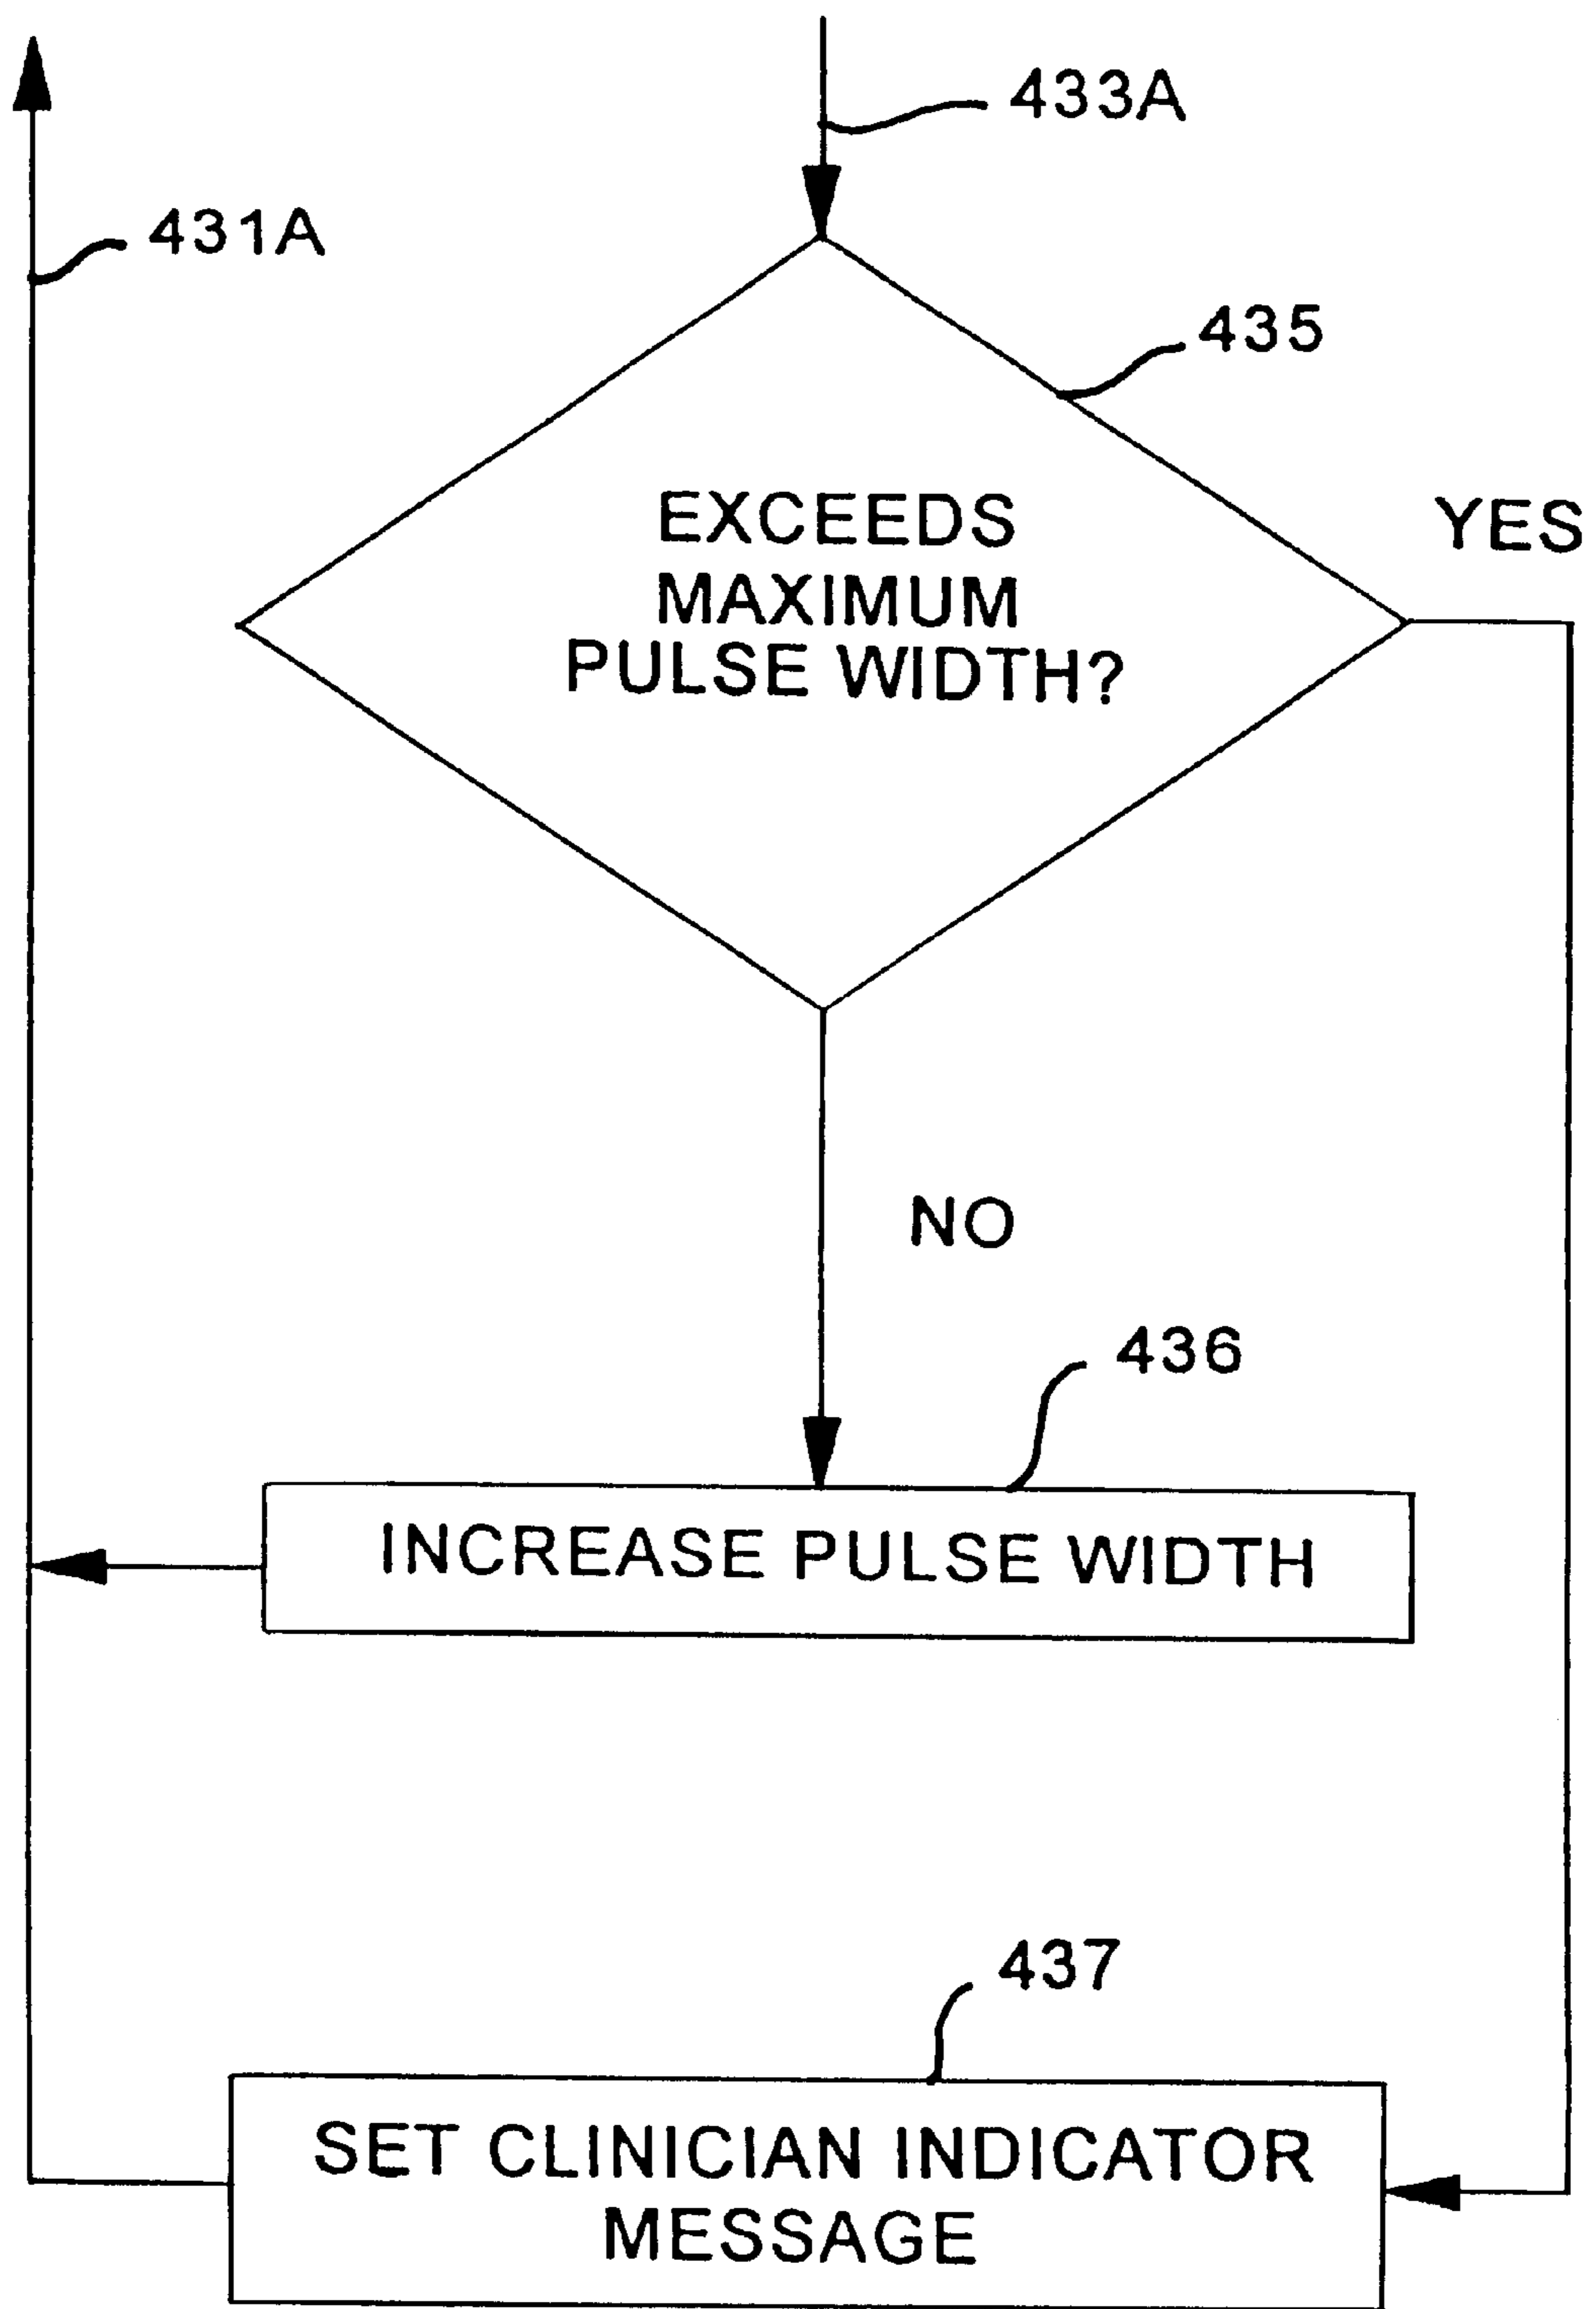 433A
431A
435
EXCEEDS
MAXIMUM
PULSE WIDTH?
YES
NO
436
INCREASE PULSE WIDTH
437
SET CLINICIAN INDICATOR
MESSAGE